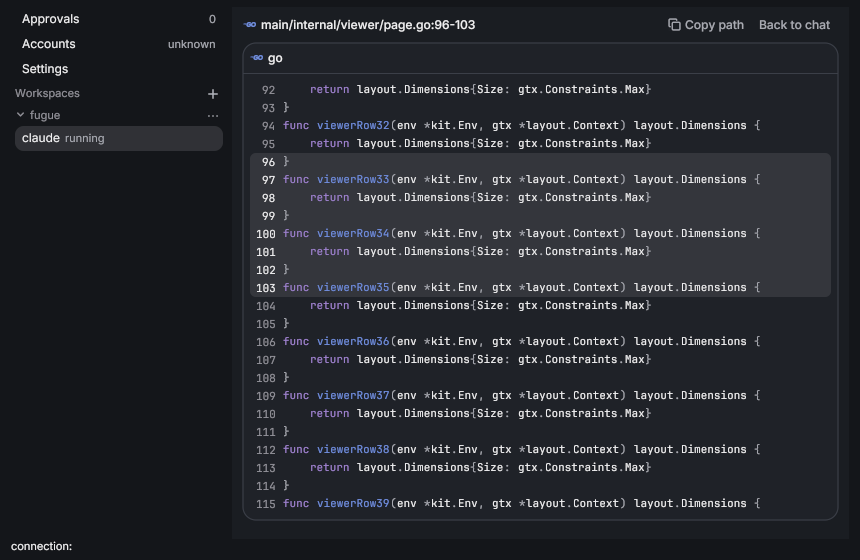 Approvals 0
Accounts unknown
Settings
Workspaces +
fugue ...
claude running
connection:
GO main/internal/viewer/page.go:96-103 Copy path Back to chat
GO go
92     return layout.Dimensions{Size: gtx.Constraints.Max}
93 }
94 func viewerRow32(env *kit.Env, gtx *layout.Context) layout.Dimensions {
95     return layout.Dimensions{Size: gtx.Constraints.Max}
96 }
97 func viewerRow33(env *kit.Env, gtx *layout.Context) layout.Dimensions {
98     return layout.Dimensions{Size: gtx.Constraints.Max}
99 }
100 func viewerRow34(env *kit.Env, gtx *layout.Context) layout.Dimensions {
101     return layout.Dimensions{Size: gtx.Constraints.Max}
102 }
103 func viewerRow35(env *kit.Env, gtx *layout.Context) layout.Dimensions {
104     return layout.Dimensions{Size: gtx.Constraints.Max}
105 }
106 func viewerRow36(env *kit.Env, gtx *layout.Context) layout.Dimensions {
107     return layout.Dimensions{Size: gtx.Constraints.Max}
108 }
109 func viewerRow37(env *kit.Env, gtx *layout.Context) layout.Dimensions {
110     return layout.Dimensions{Size: gtx.Constraints.Max}
111 }
112 func viewerRow38(env *kit.Env, gtx *layout.Context) layout.Dimensions {
113     return layout.Dimensions{Size: gtx.Constraints.Max}
114 }
115 func viewerRow39(env *kit.Env, gtx *layout.Context) layout.Dimensions {